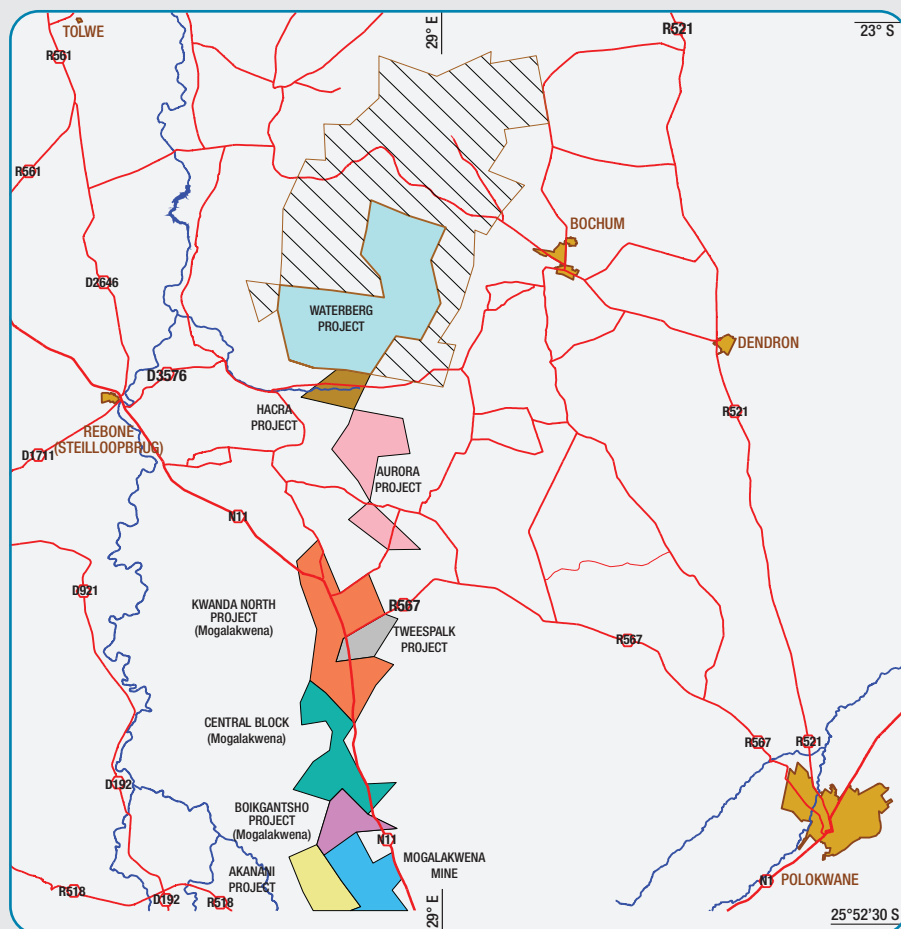 TOLWE
29° E
R521
23° S
R561
R561
BOCHUM
D2646
WATERBERG
PROJECT
DENDRON
D3576
HACRA
PROJECT
R521
REBONE
(STEILLOOPBRUG)
D1711
AURORA
PROJECT
N11
D921
KWANDA NORTH
PROJECT
(Mogalakwena)
R567
TWEESPALK
PROJECT
R567
CENTRAL BLOCK
(Mogalakwena)
R567
R521
D192
BOIKGANTSHO
PROJECT
(Mogalakwena)
N11
MOGALAKWENA
MINE
AKANANI
PROJECT
N1
POLOKWANE
R518
D192
R518
29° E
25°52'30 S